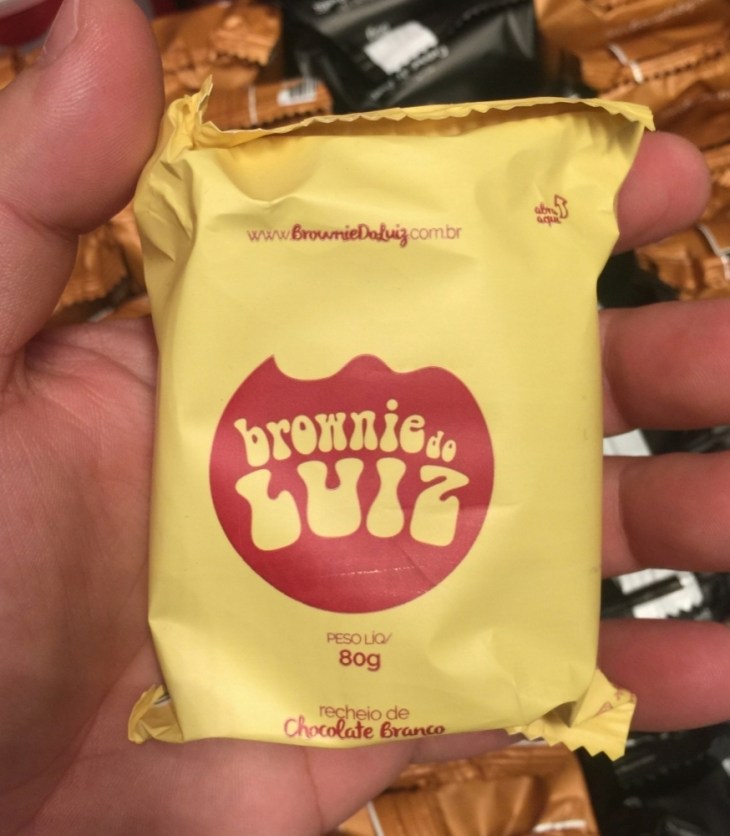 www.BrownieDoLuiz.com.br
abra
aqui
brownie do
LUIZ
PESO LÍQ/
80g
recheio de
Chocolate Branco